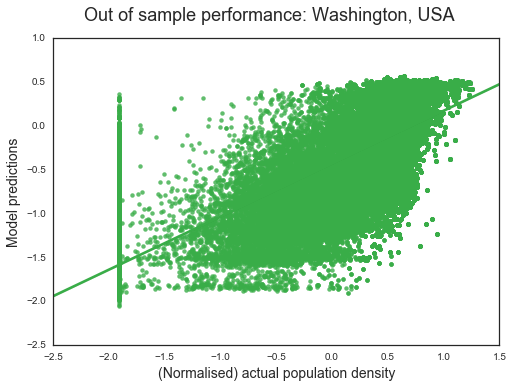 Out of sample performance: Washington, USA
1.0
0.5
0.0
−0.5
−1.0
−1.5
−2.0
−2.5
Model predictions
−2.5 −2.0 −1.5 −1.0 −0.5 0.0 0.5 1.0 1.5
(Normalised) actual population density